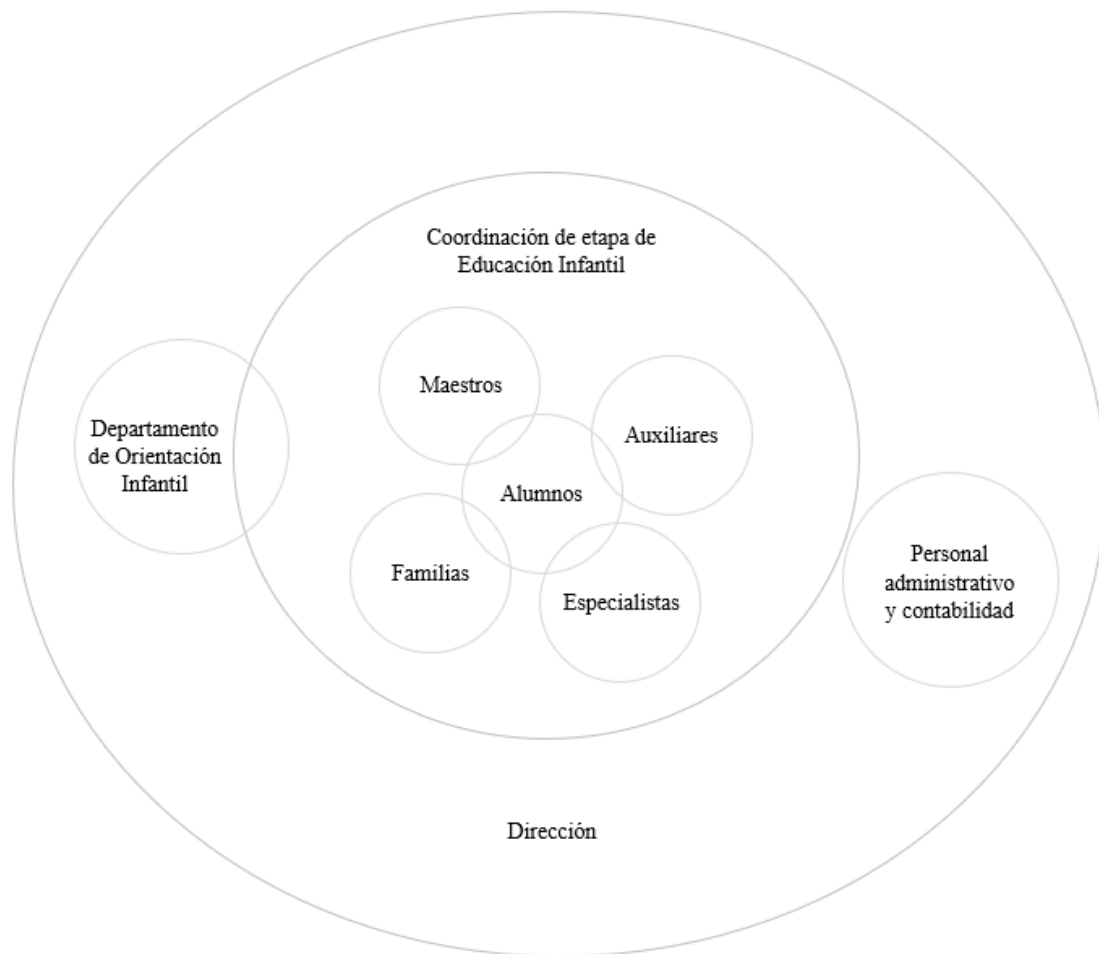 Coordinación de etapa de
Educación Infantil
Maestros
Auxiliares
Departamento
de Orientación
Infantil
Alumnos
Familias
Especialistas
Personal
administrativo
y contabilidad
Dirección